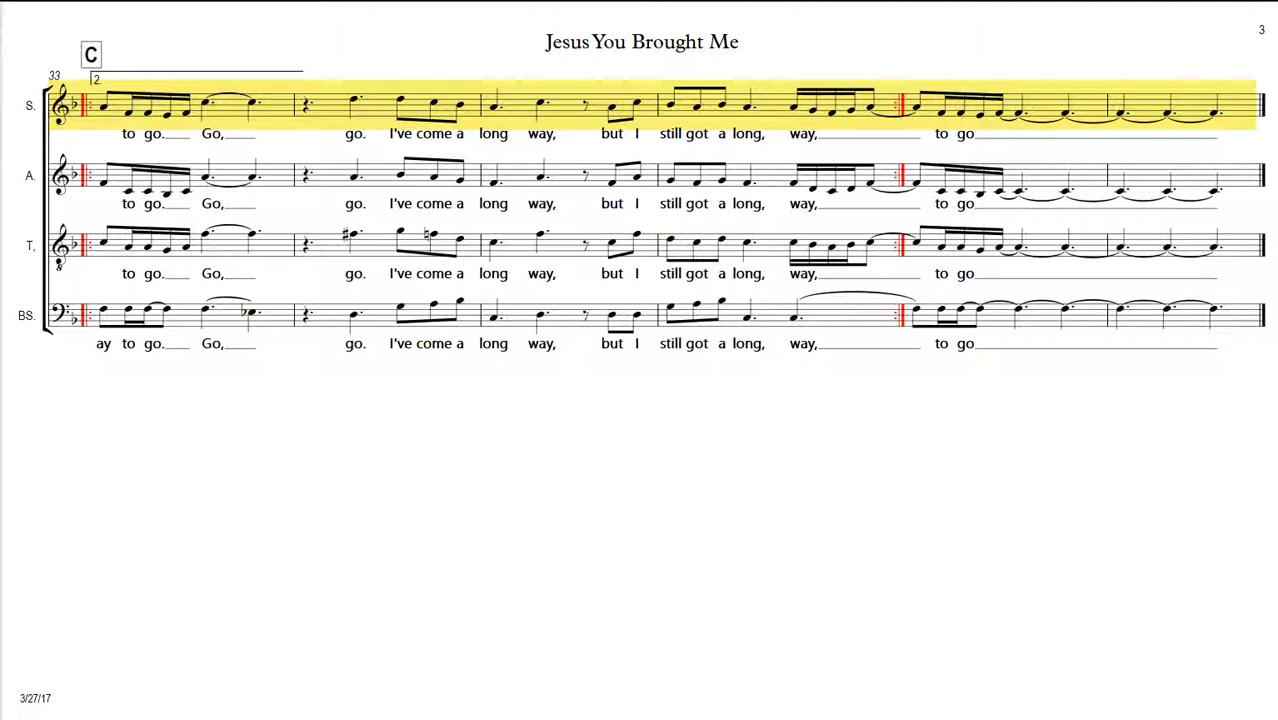 Jesus You Brought Me
3
C
33
2.
S.
to go. Go, go. I've come a long way, but I still got a long, way, to go
A.
to go. Go, go. I've come a long way, but I still got a long, way, to go
T,
to go. Go, go. I've come a long way, but I still got a long, way, to go
8
BS.
ay to go. Go, go. I've come a long way, but I still got a long, way, to go
3/27/17